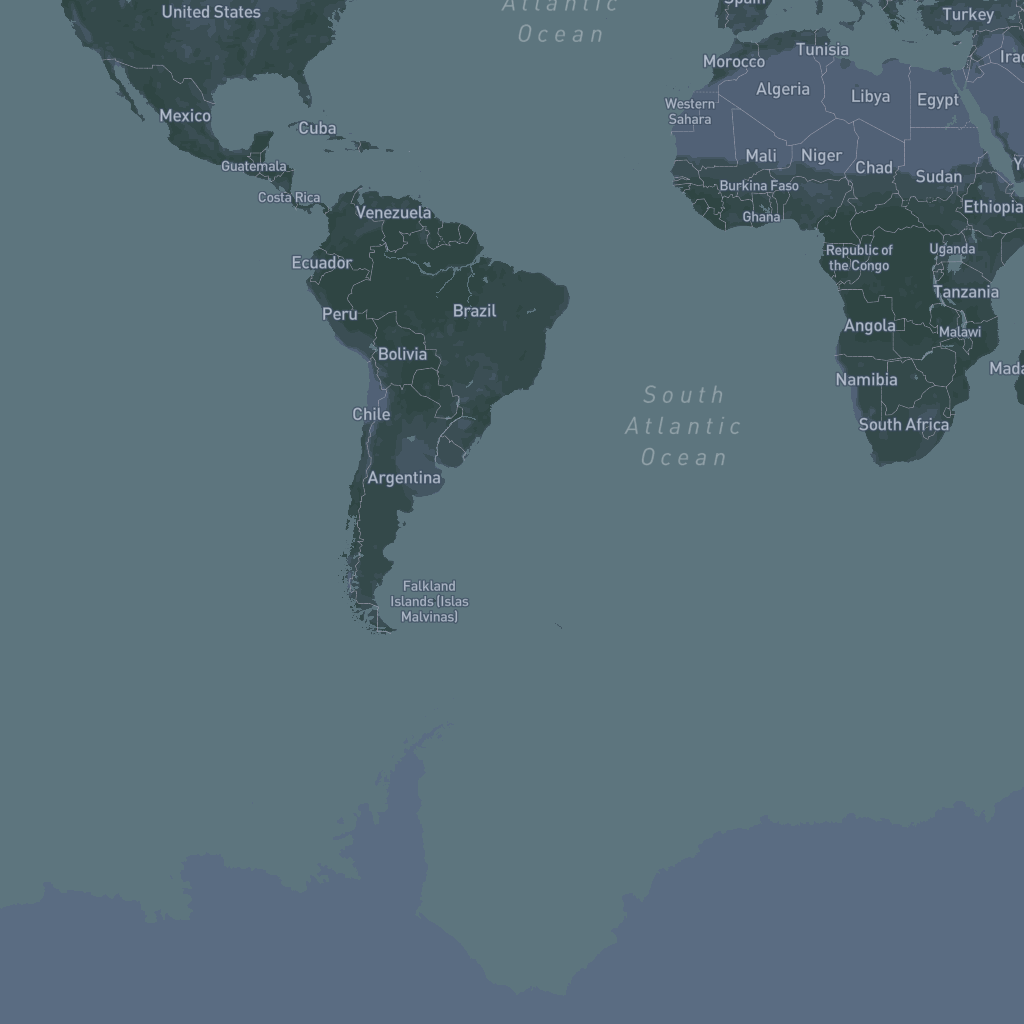 Atlantic
Ocean
United States
Spain
Turkey
Morocco
Tunisia
Algeria
Libya
Egypt
Western
Sahara
Mexico
Cuba
Mali
Niger
Chad
Sudan
Guatemala
Burkina Faso
Costa Rica
Venezuela
Ghana
Ethiopia
Ecuador
Republic of
the Congo
Uganda
Tanzania
Peru
Brazil
Angola
Malawi
Bolivia
Namibia
South
Atlantic
Ocean
Chile
South Africa
Argentina
Falkland
Islands (Islas
Malvinas)